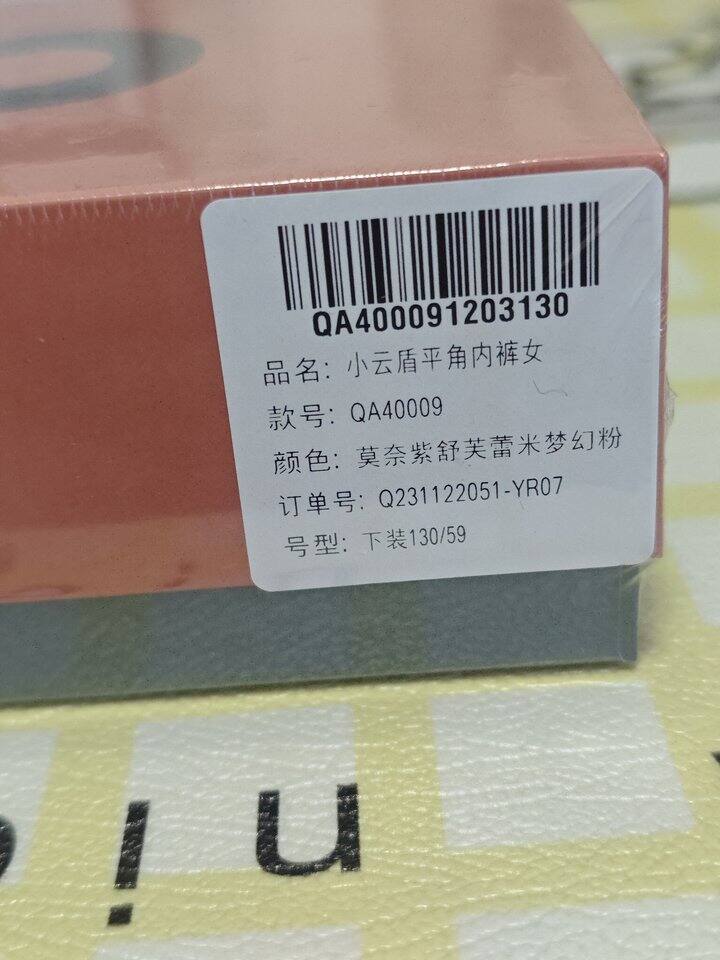 QA400091203130
品名: 小云盾平角内裤女
款号: QA40009
颜色: 莫奈紫舒芙蕾米梦幻粉
订单号: Q231122051-YR07
号型: 下装130/59